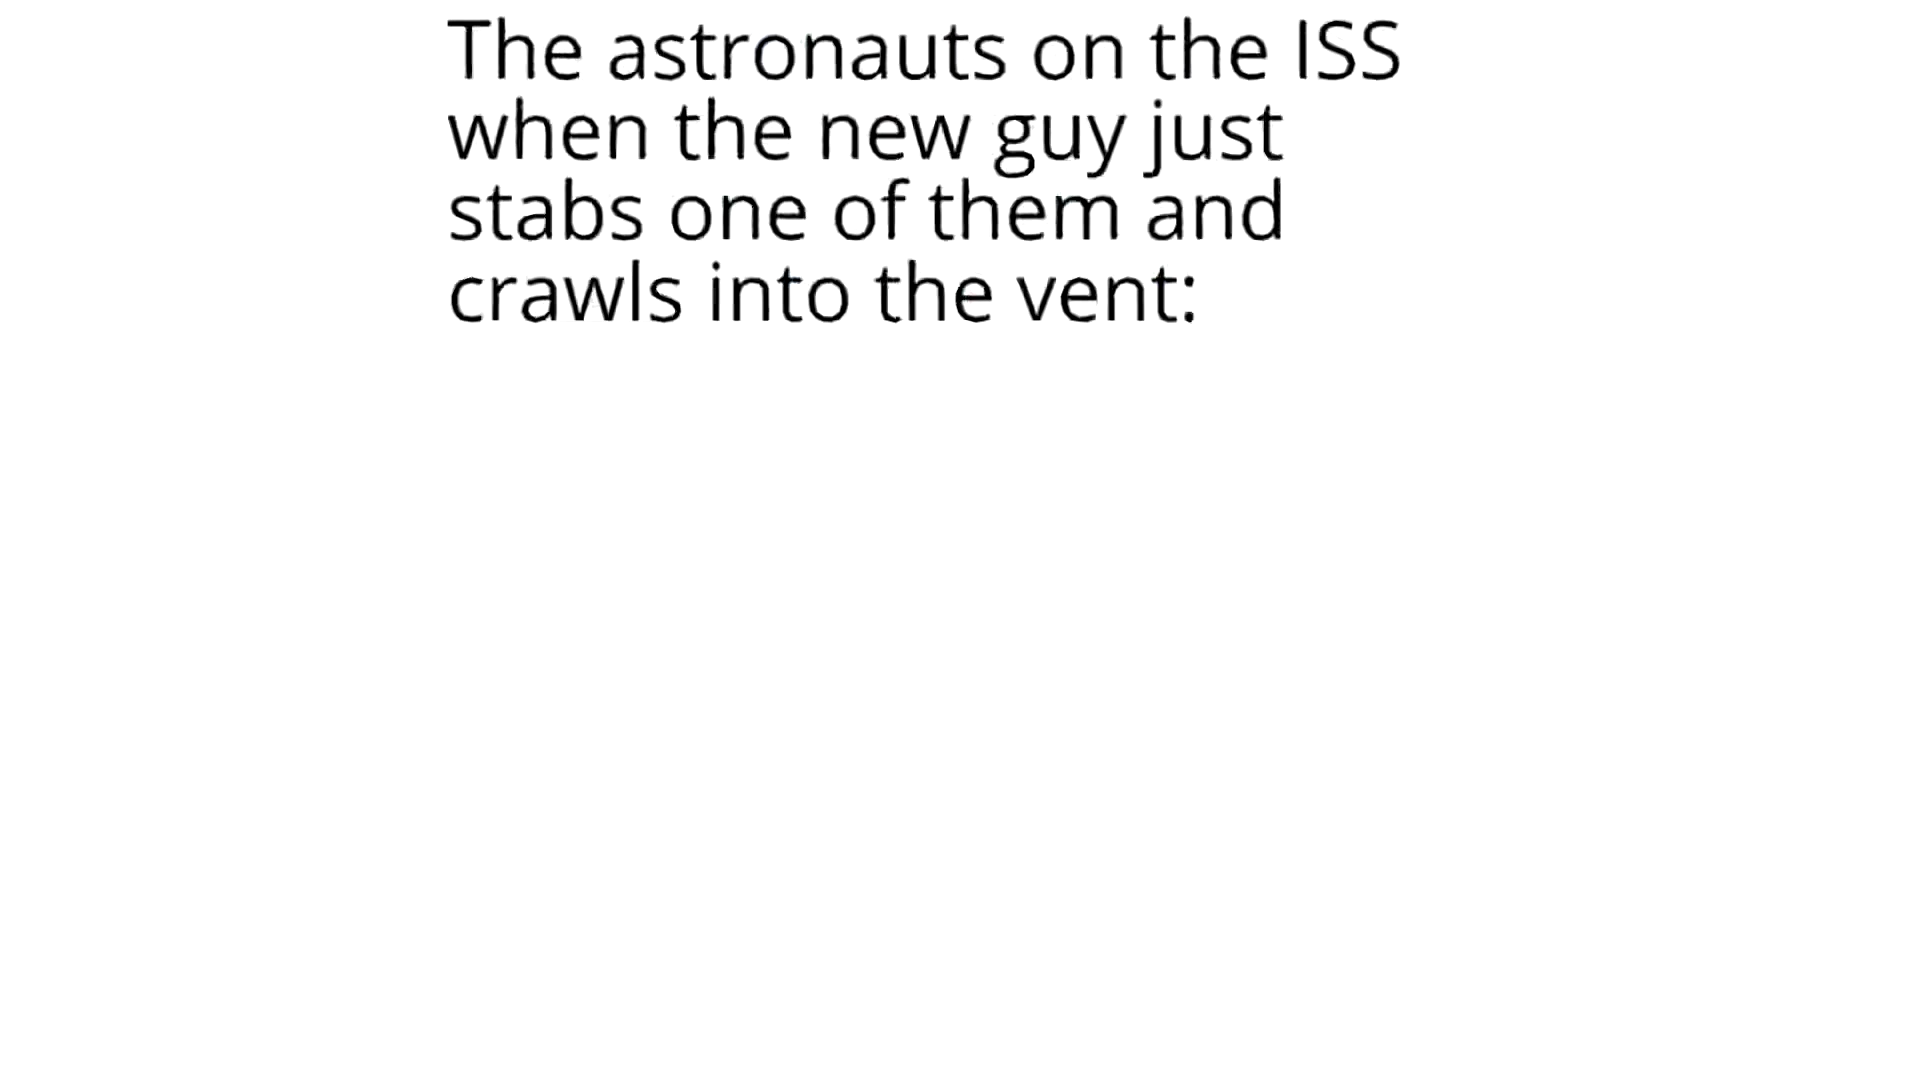 The astronauts on the ISS
when the new guy just
stabs one of them and
crawls into the vent: